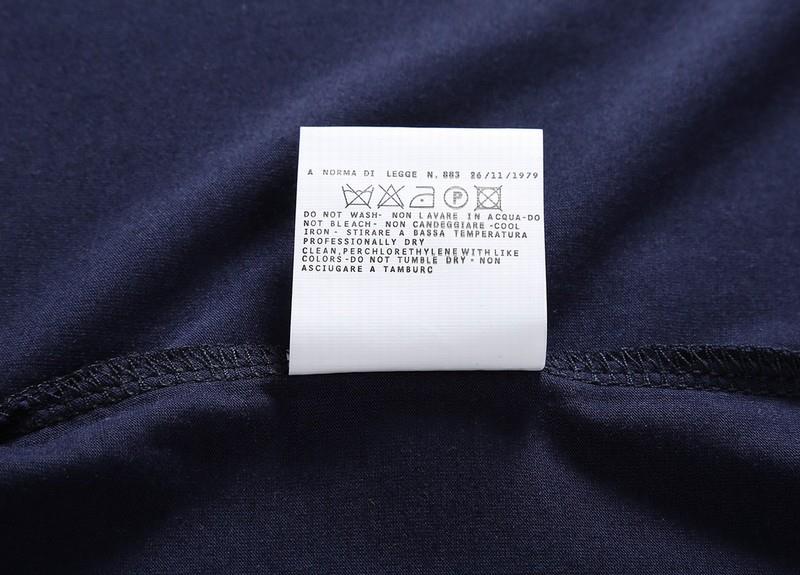 A NORMA DI LEGGE N. 883 26/11/1979
P
DO NOT WASH- NON LAVARE IN ACQUA-DO
NOT BLEACH- NON CANDEGGIARE -COOL
IRON - STIRARE A BASSA TEMPERATURA
PROFESSIONALLY DRY
CLEAN,PERCHLORETHYLENE WITH LIKE
COLORS-DO NOT TUMBLE DRY - NON
ASCIUGARE A TAMBURC